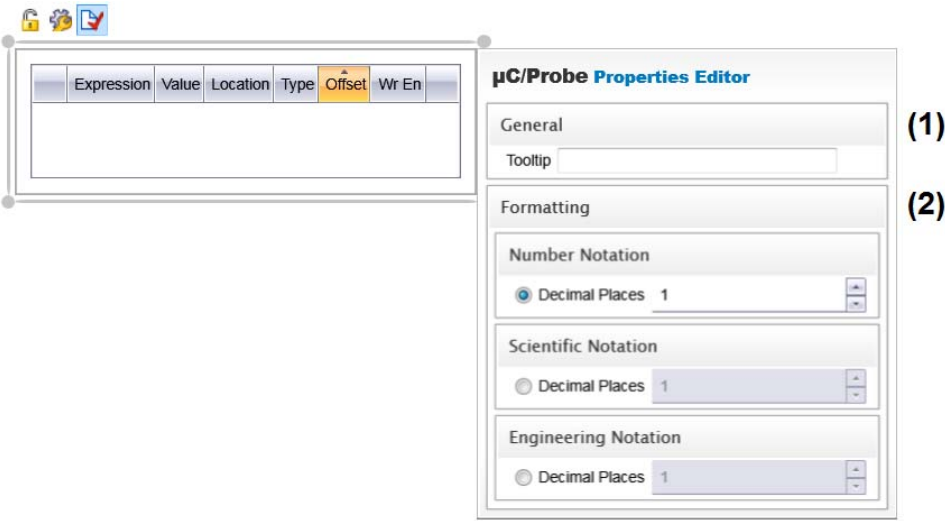 Expression Value Location Type Offset Wr En
µC/Probe Properties Editor
General
(1)
Tooltip
Formatting
(2)
Number Notation
Decimal Places 1
Scientific Notation
Decimal Places 1
Engineering Notation
Decimal Places 1